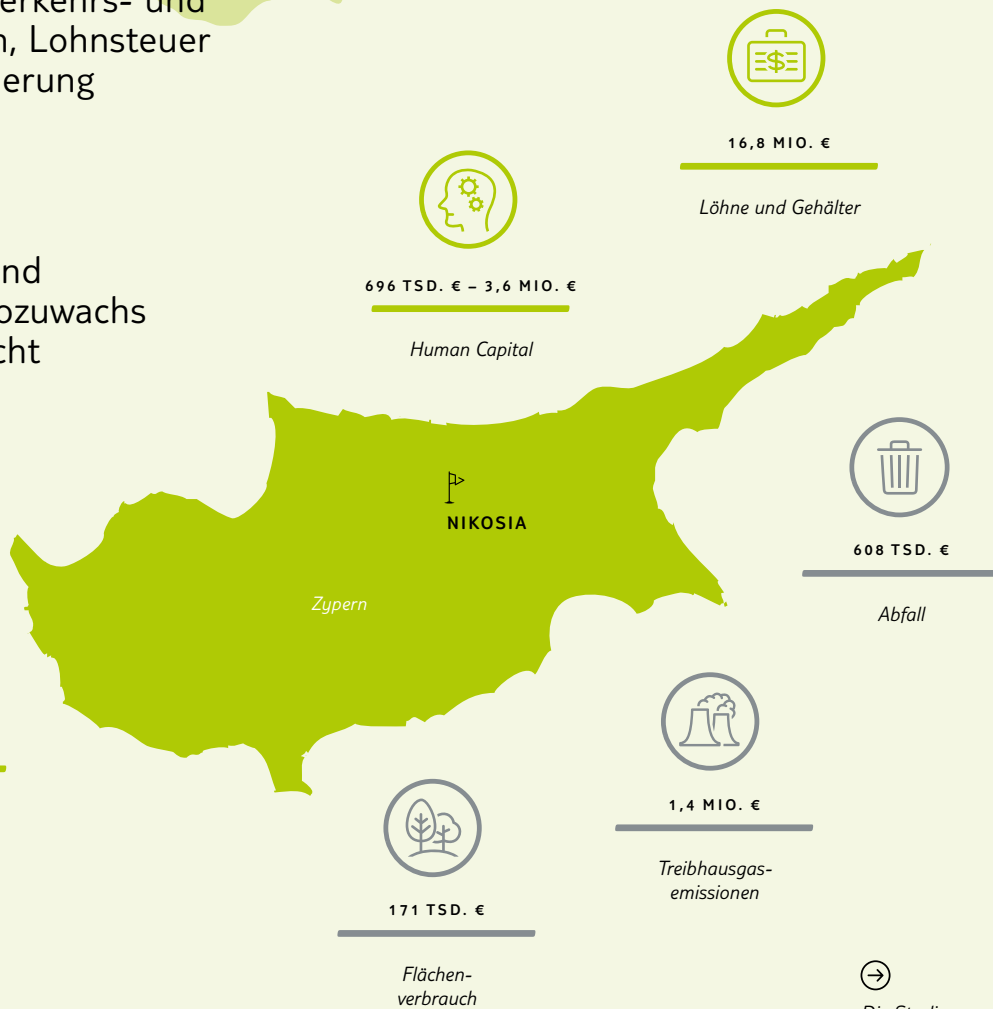 erkehrs- und
, Lohnsteuer
erung
nd
ozuwachs
cht
16,8 MIO. €
Löhne und Gehälter
696 TSD. € – 3,6 MIO. €
Human Capital
NIKOSIA
Zypern
608 TSD. €
Abfall
1,4 MIO. €
Treibhausgas-
emissionen
171 TSD. €
Flächen-
verbrauch